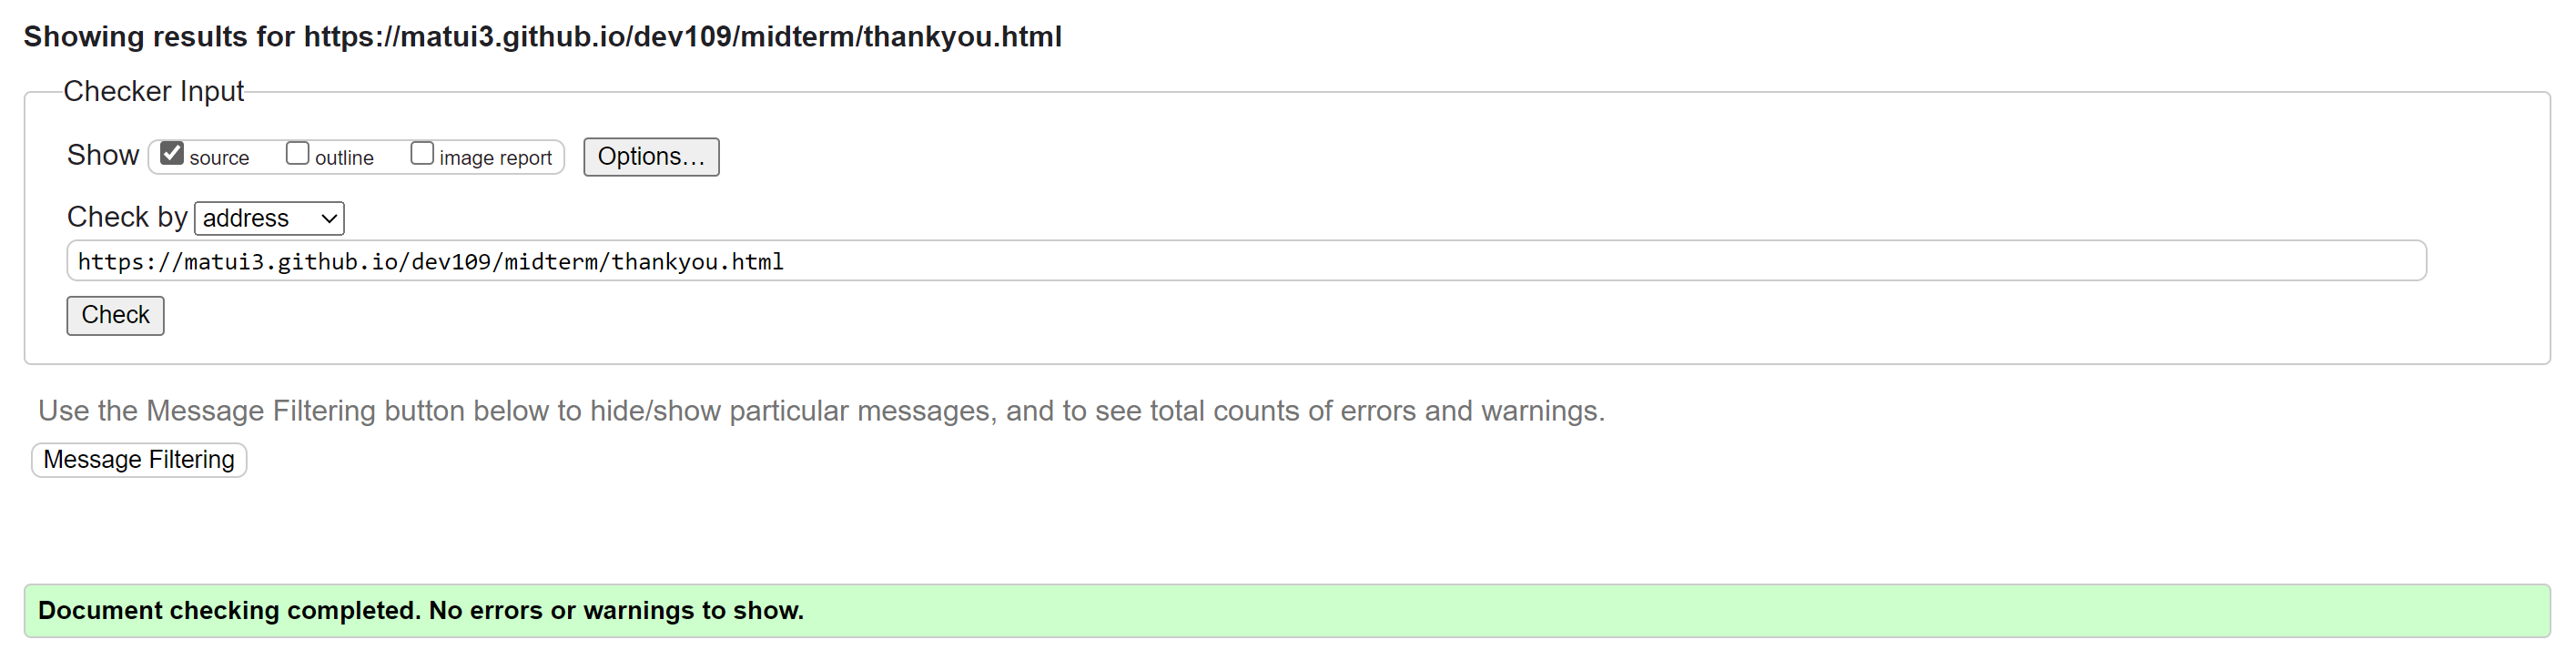 Showing results for https://matui3.github.io/dev109/midterm/thankyou.html
Checker Input
Show source outline image report Options...
Check by address
https://matui3.github.io/dev109/midterm/thankyou.html
Check
Use the Message Filtering button below to hide/show particular messages, and to see total counts of errors and warnings.
Message Filtering
Document checking completed. No errors or warnings to show.